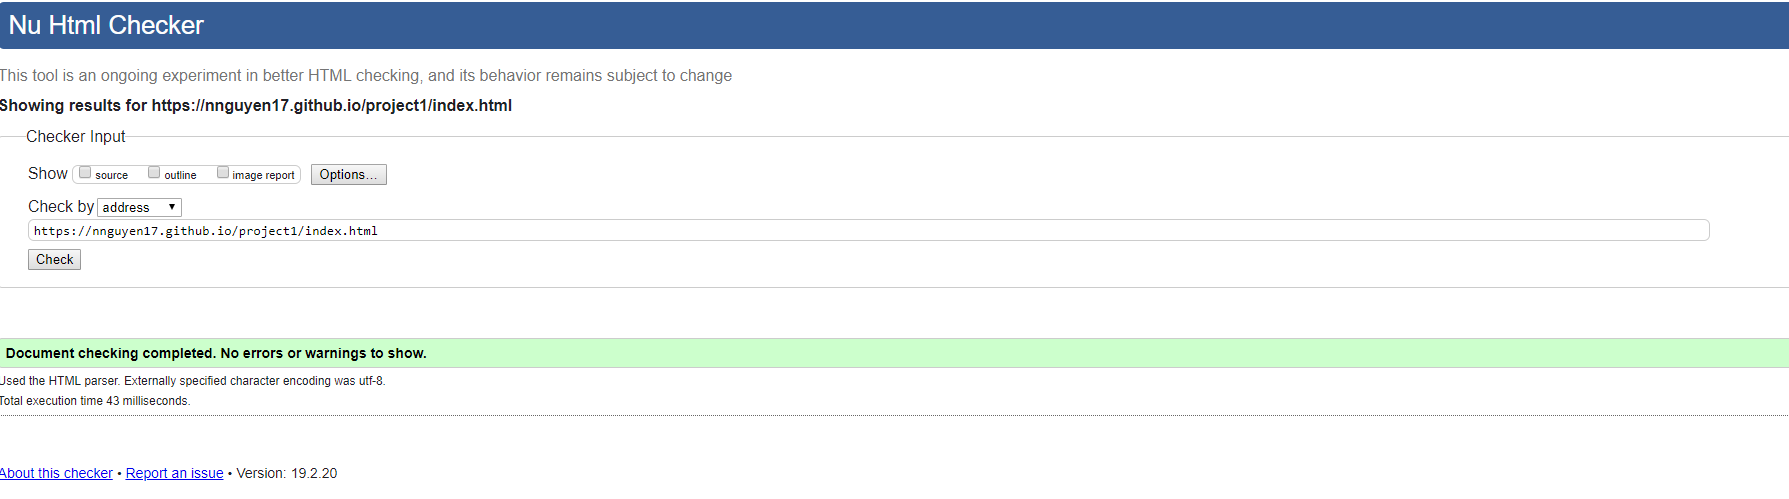 Nu Html Checker
This tool is an ongoing experiment in better HTML checking, and its behavior remains subject to change
Showing results for https://nnguyen17.github.io/project1/index.html
Checker Input
Show source outline image report Options...
Check by address
https://nnguyen17.github.io/project1/index.html
Check
Document checking completed. No errors or warnings to show.
Used the HTML parser. Externally specified character encoding was utf-8.
Total execution time 43 milliseconds.
About this checker • Report an issue • Version: 19.2.20